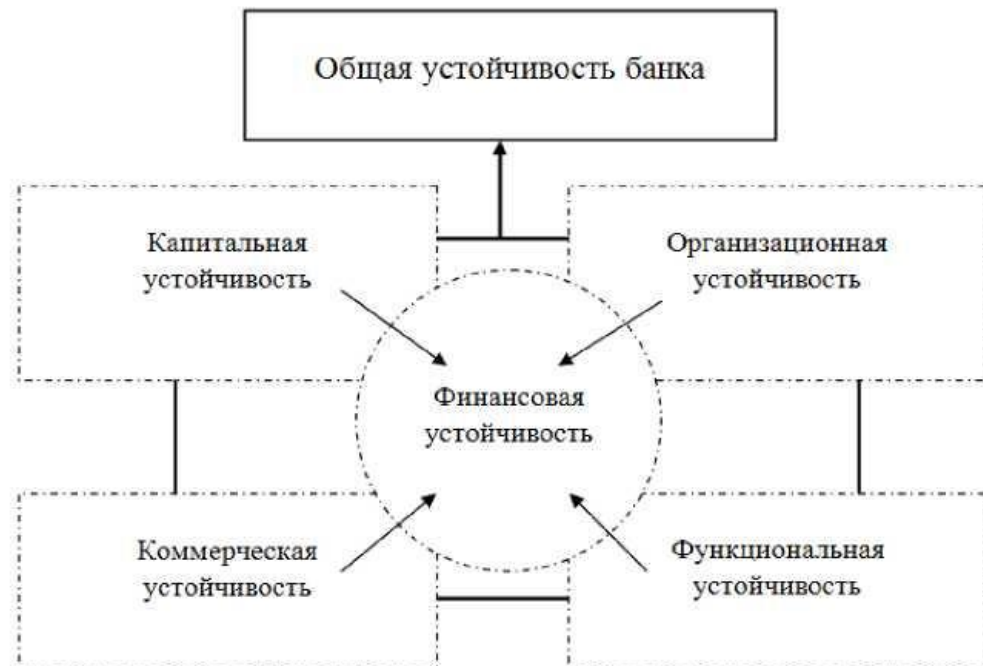 Общая устойчивость банка
Капитальная
устойчивость
Организационная
устойчивость
Финансовая
устойчивость
Коммерческая
устойчивость
Функциональная
устойчивость